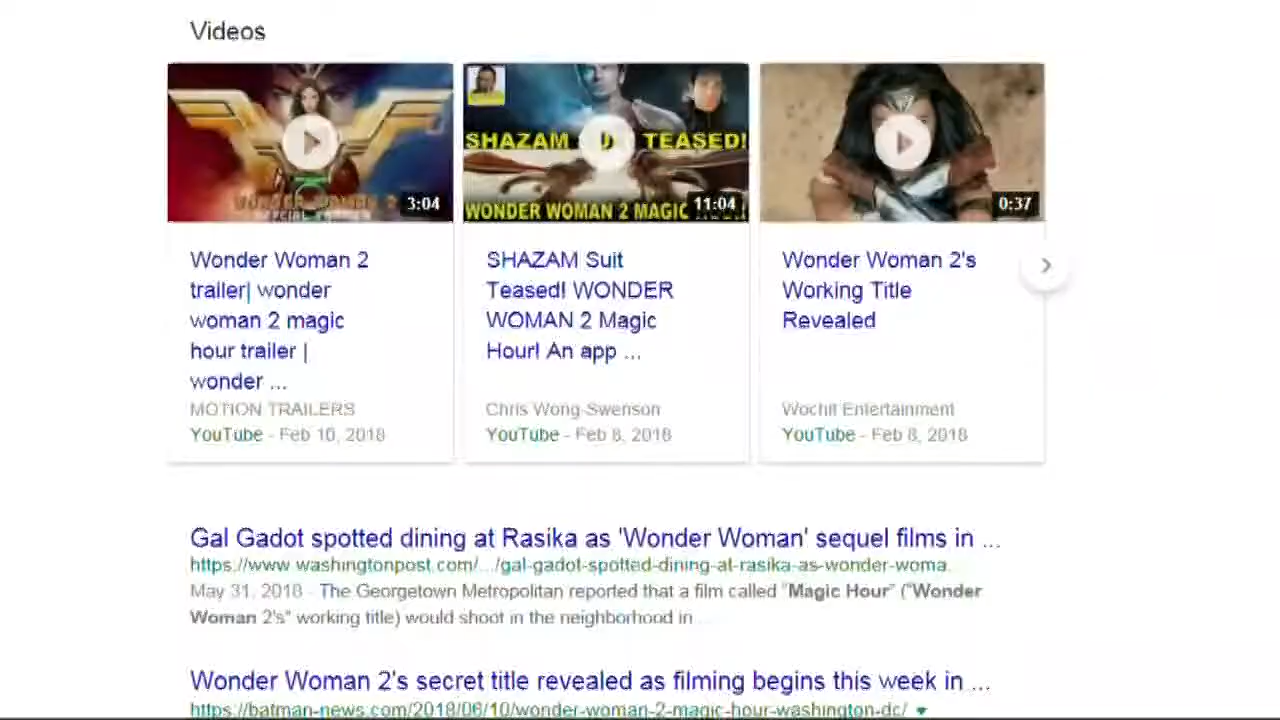 Videos
3:04
SHAZAM SU TEASED!
WONDER WOMAN 2 MAGIC
11:04
0:37
Wonder Woman 2
trailer| wonder
woman 2 magic
hour trailer |
wonder ...
MOTION TRAILERS
YouTube - Feb 10, 2018
SHAZAM Suit
Teased! WONDER
WOMAN 2 Magic
Hour! An app ...
Chris Wong-Swenson
YouTube - Feb 8, 2018
Wonder Woman 2's
Working Title
Revealed
Wochit Entertainment
YouTube - Feb 8, 2018
Gal Gadot spotted dining at Rasika as 'Wonder Woman' sequel films in ...
https://www.washingtonpost.com/.../gal-gadot-spotted-dining-at-rasika-as-wonder-woma...
May 31, 2018 - The Georgetown Metropolitan reported that a film called "Magic Hour" ("Wonder
Woman 2's" working title) would shoot in the neighborhood in ...
Wonder Woman 2's secret title revealed as filming begins this week in ...
https://batman-news.com/2018/06/10/wonder-woman-2-magic-hour-washington-dc/